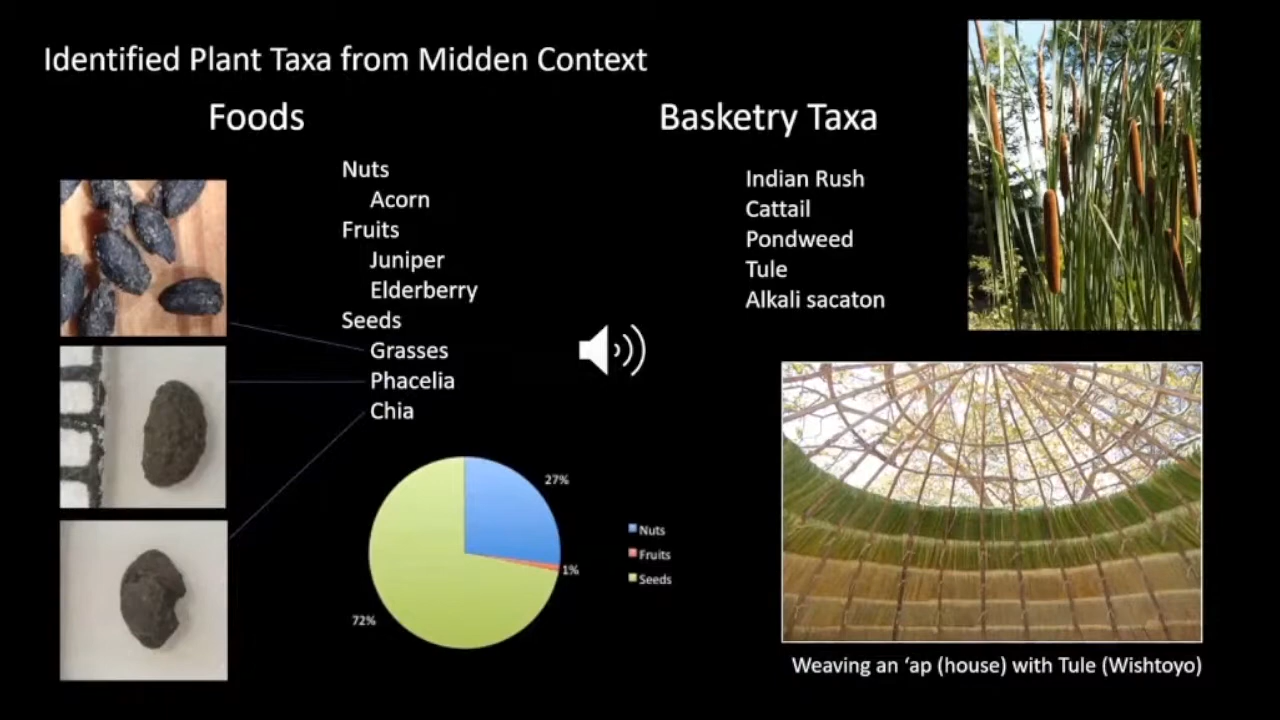 Identified Plant Taxa from Midden Context
Foods
Nuts
Acorn
Fruits
Juniper
Elderberry
Seeds
Grasses
Phacelia
Chia
27%
1%
72%
Nuts
Fruits
Seeds
Basketry Taxa
Indian Rush
Cattail
Pondweed
Tule
Alkali sacaton
Weaving an ‘ap (house) with Tule (Wishtoyo)